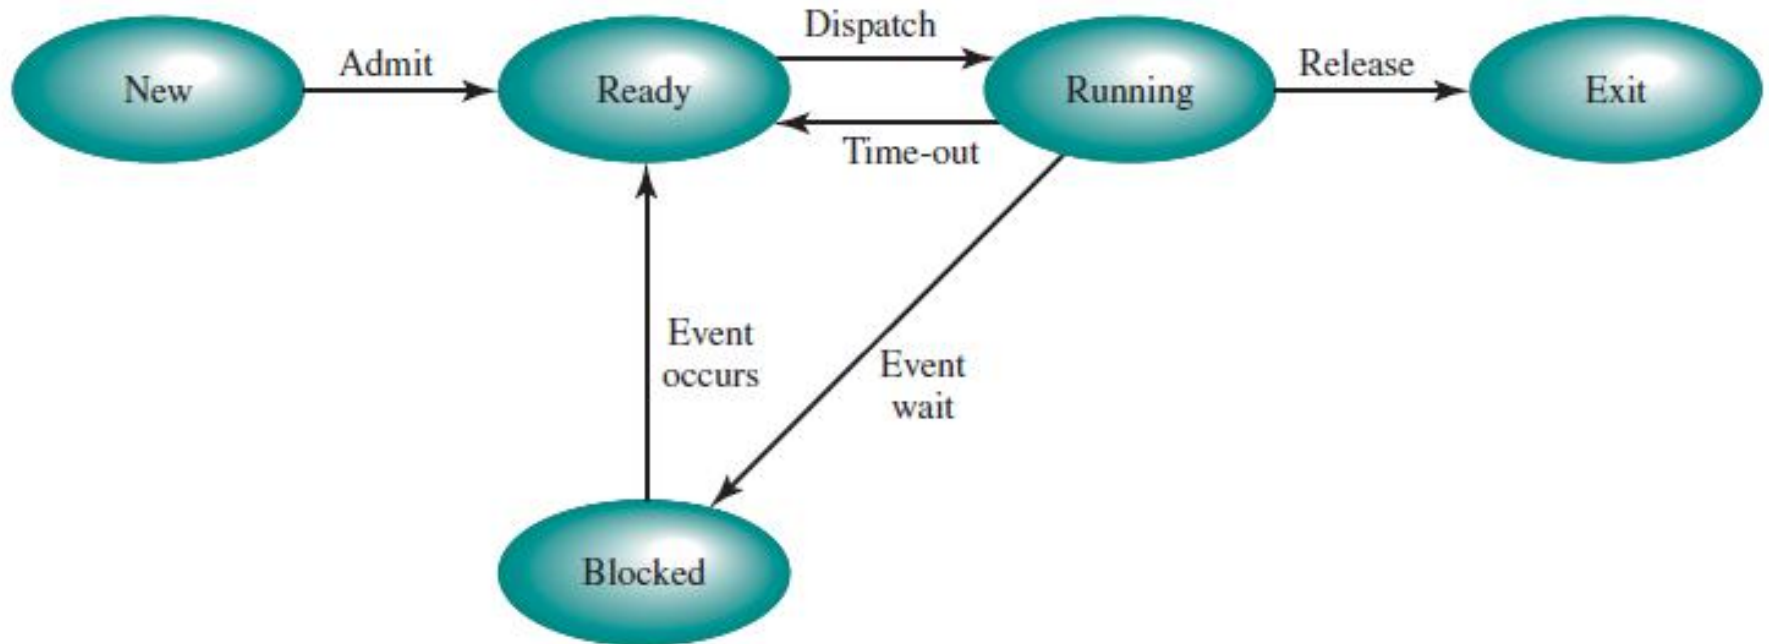 Dispatch
New
Admit
Ready
Running
Release
Exit
Time-out
Event
occurs
Event
wait
Blocked